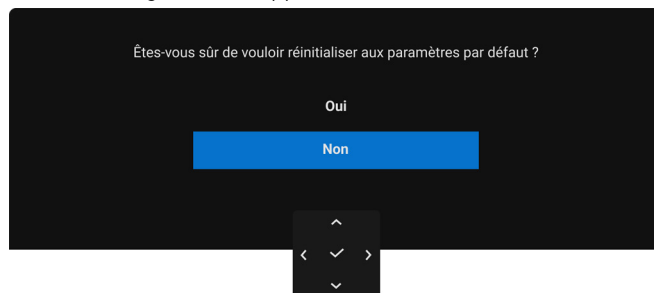 Êtes-vous sûr de vouloir réinitialiser aux paramètres par défaut ?
Oui
Non